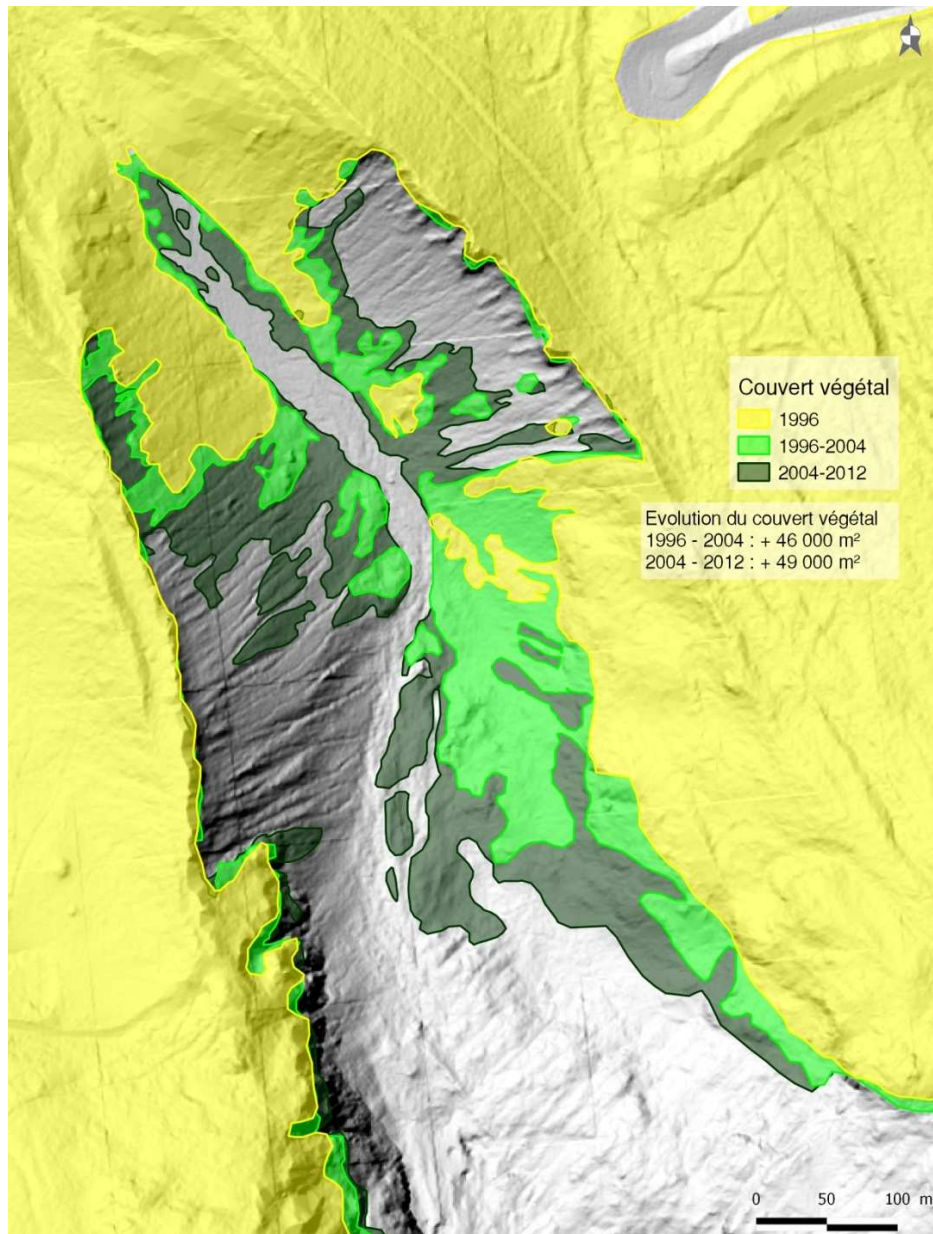 Couvert végétal
1996
1996-2004
2004-2012
Evolution du couvert végétal
1996 - 2004 : + 46 000 m²
2004 - 2012 : + 49 000 m²
0 50 100 m